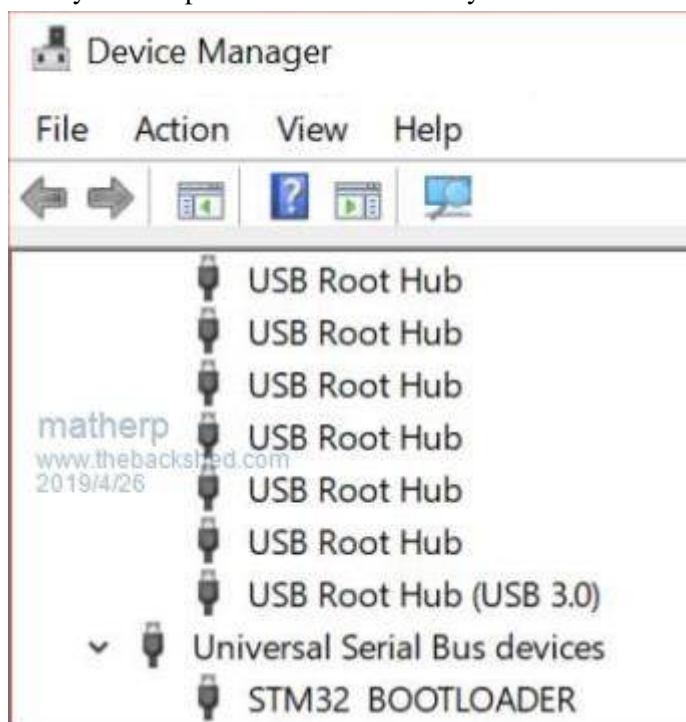 Device Manager
File Action View Help
USB Root Hub
USB Root Hub
USB Root Hub
USB Root Hub
matherp
www.thebackshed.com
2019/4/26
USB Root Hub
USB Root Hub
USB Root Hub (USB 3.0)
Universal Serial Bus devices
STM32 BOOTLOADER